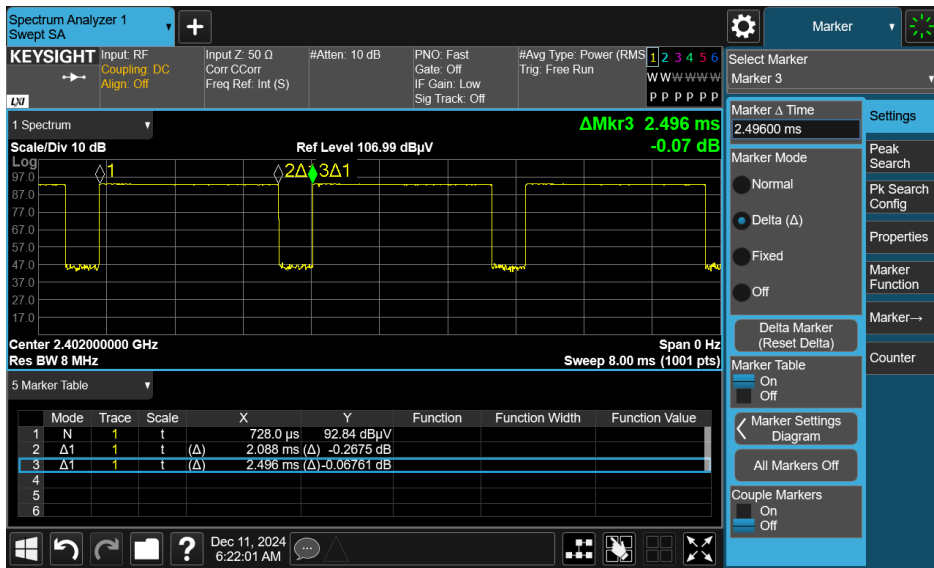 Spectrum Analyzer 1
Swept SA
KEYSIGHT
LXI
Input: RF
Coupling: DC
Align: Off
Input Z: 50 Ω
Corr CCorr
Freq Ref: Int (S)
#Atten: 10 dB
PNO: Fast
Gate: Off
IF Gain: Low
Sig Track: Off
#Avg Type: Power (RMS
Trig: Free Run
1 2 3 4 5 6
W W W W W W
P P P P P P
1 Spectrum
ΔMkr3 2.496 ms
-0.07 dB
Scale/Div 10 dB
Ref Level 106.99 dBµV
Log
97.0
87.0
77.0
67.0
57.0
47.0
37.0
27.0
17.0
1
2Δ1
3Δ1
Center 2.402000000 GHz
Span 0 Hz
Res BW 8 MHz
Sweep 8.00 ms (1001 pts)
5 Marker Table
Mode Trace Scale X Y Function Function Width Function Value
1 N 1 t 728.0 µs 92.84 dBµV
2 Δ1 1 t (Δ) 2.088 ms (Δ) -0.2675 dB
3 Δ1 1 t (Δ) 2.496 ms (Δ) -0.06761 dB
4
5
6
?
Dec 11, 2024
6:22:01 AM
Marker
Select Marker
Marker 3
Marker Δ Time
2.49600 ms
Marker Mode
Normal
Delta (Δ)
Fixed
Off
Delta Marker
(Reset Delta)
Marker Table
On
Off
Marker Settings
Diagram
All Markers Off
Couple Markers
On
Off
Settings
Peak
Search
Pk Search
Config
Properties
Marker
Function
Marker→
Counter